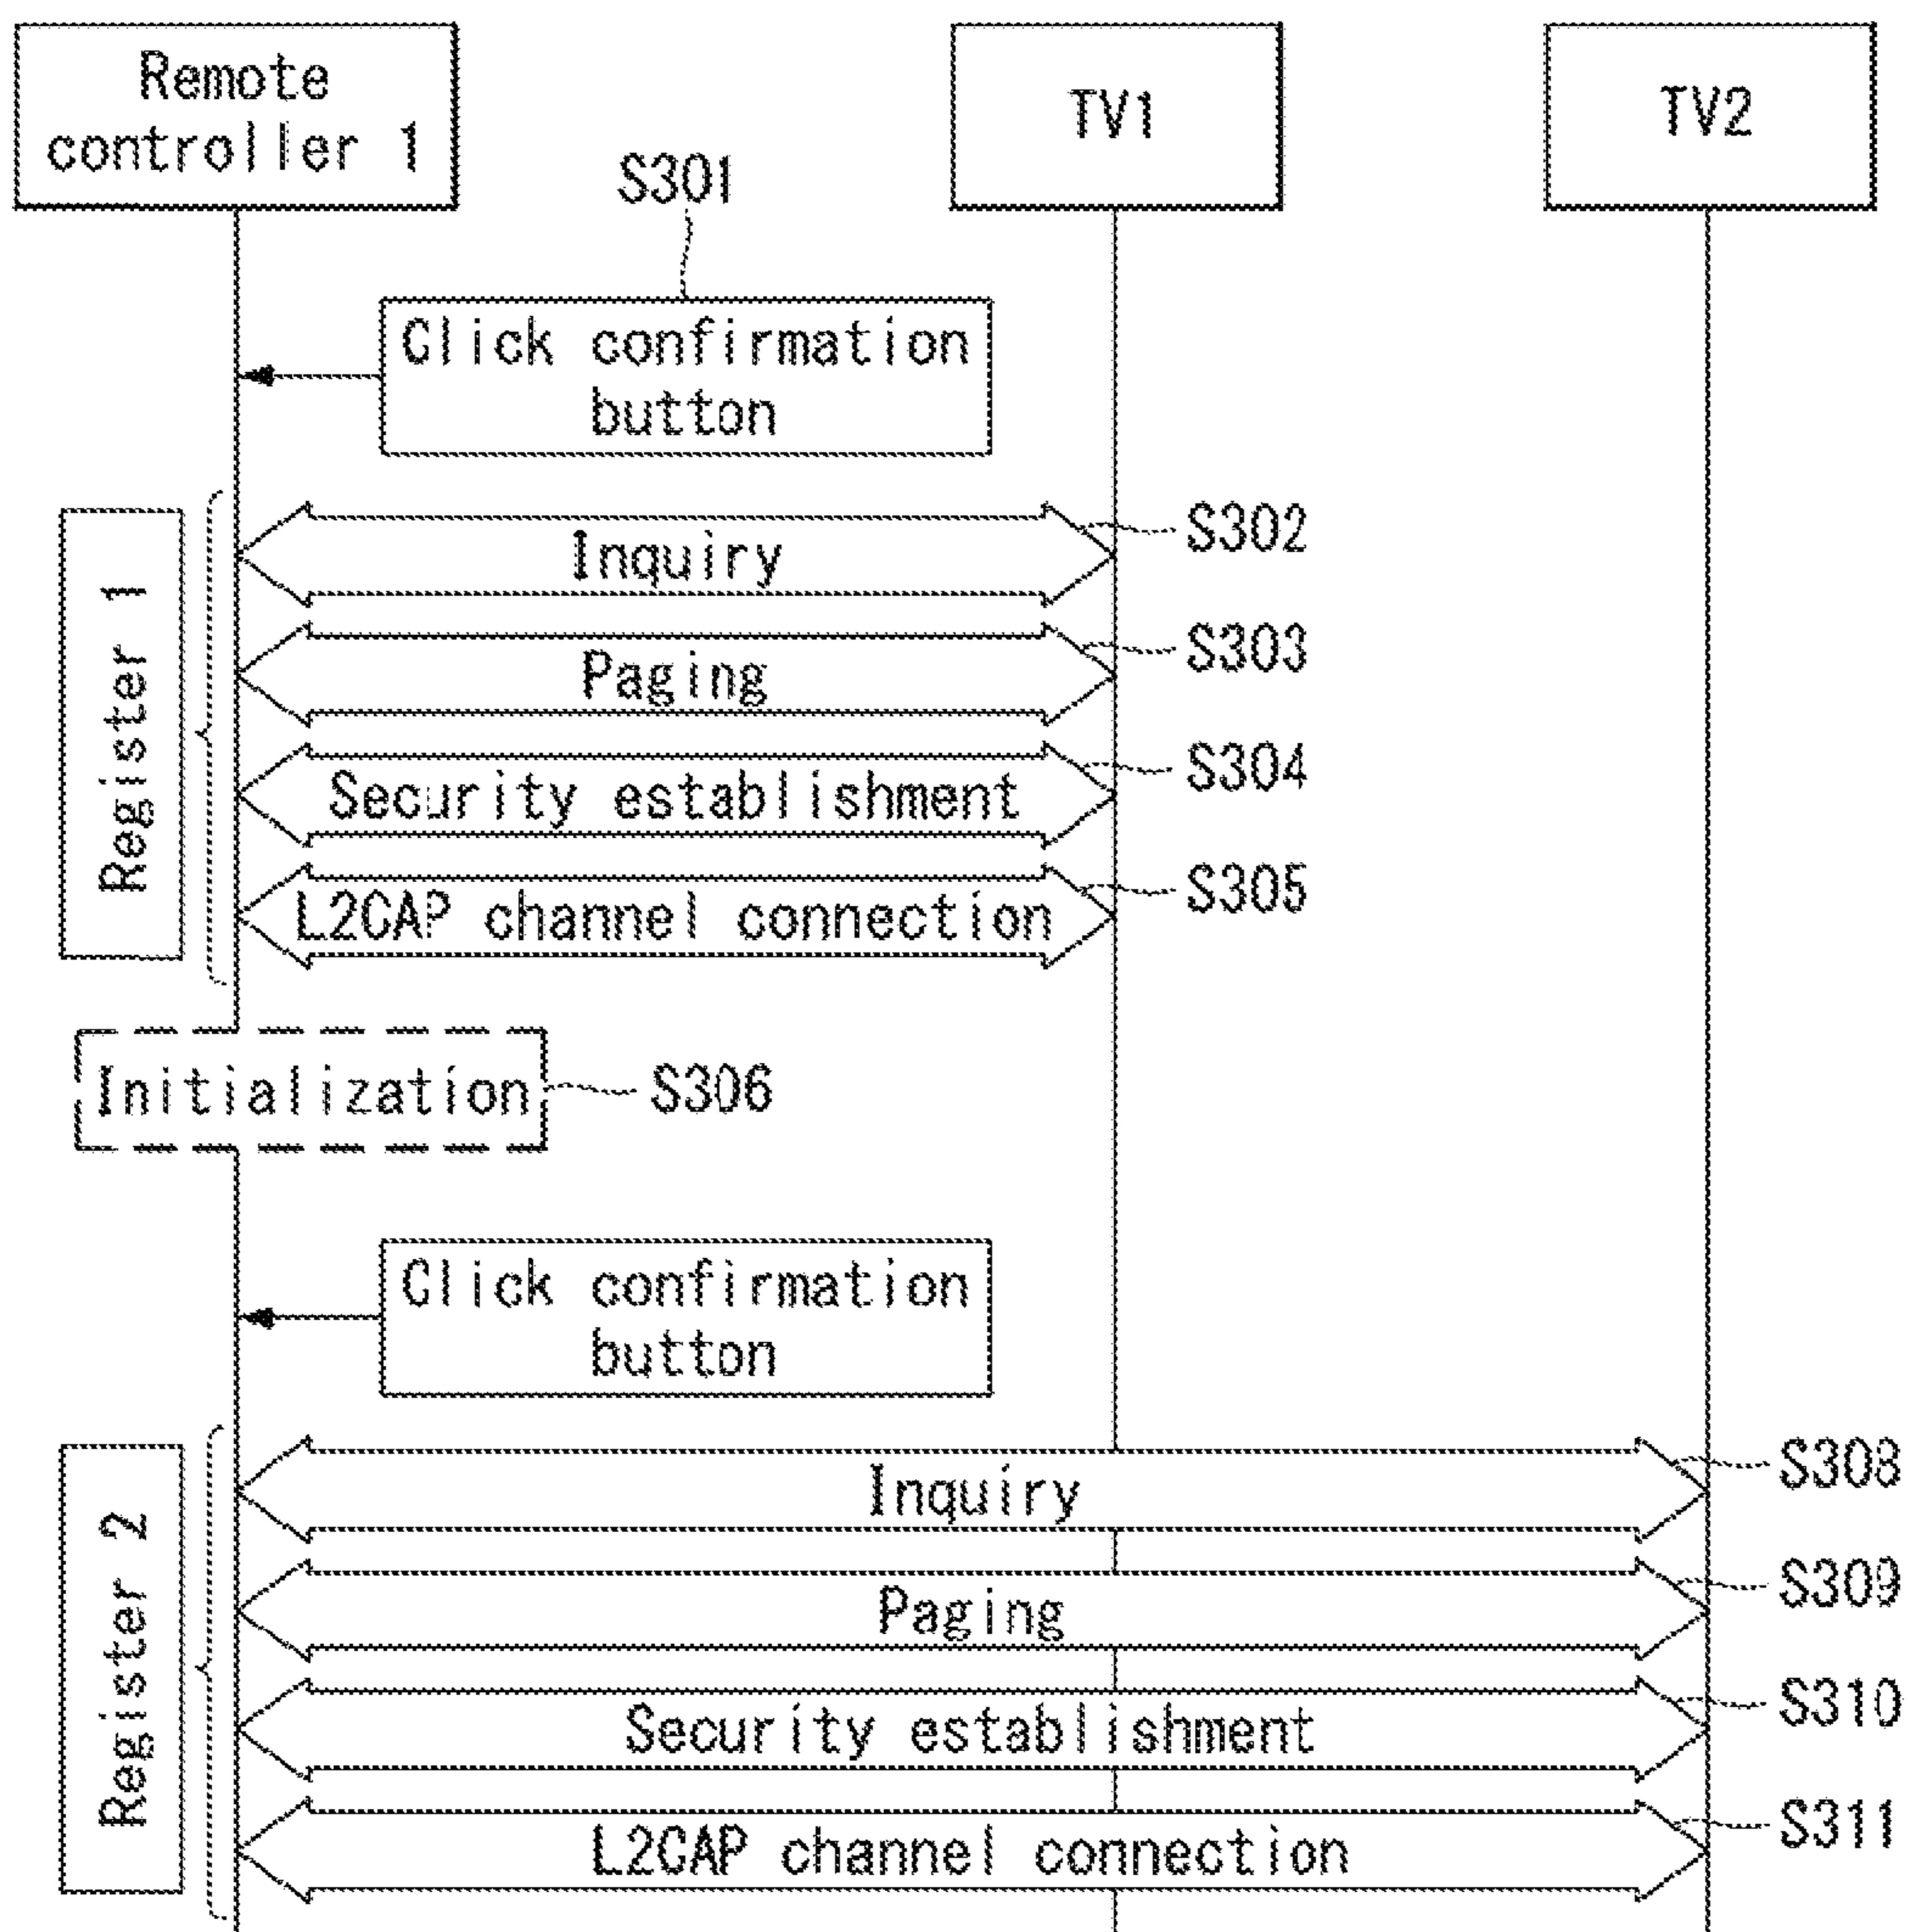 Remote
controller 1
TV1
TV2
S301
Click confirmation
button
Register 1
Inquiry
S302
Paging
S303
Security establishment
S304
L2CAP channel connection
S305
Initialization
S306
Click confirmation
button
Register 2
Inquiry
S308
Paging
S309
Security establishment
S310
L2CAP channel connection
S311